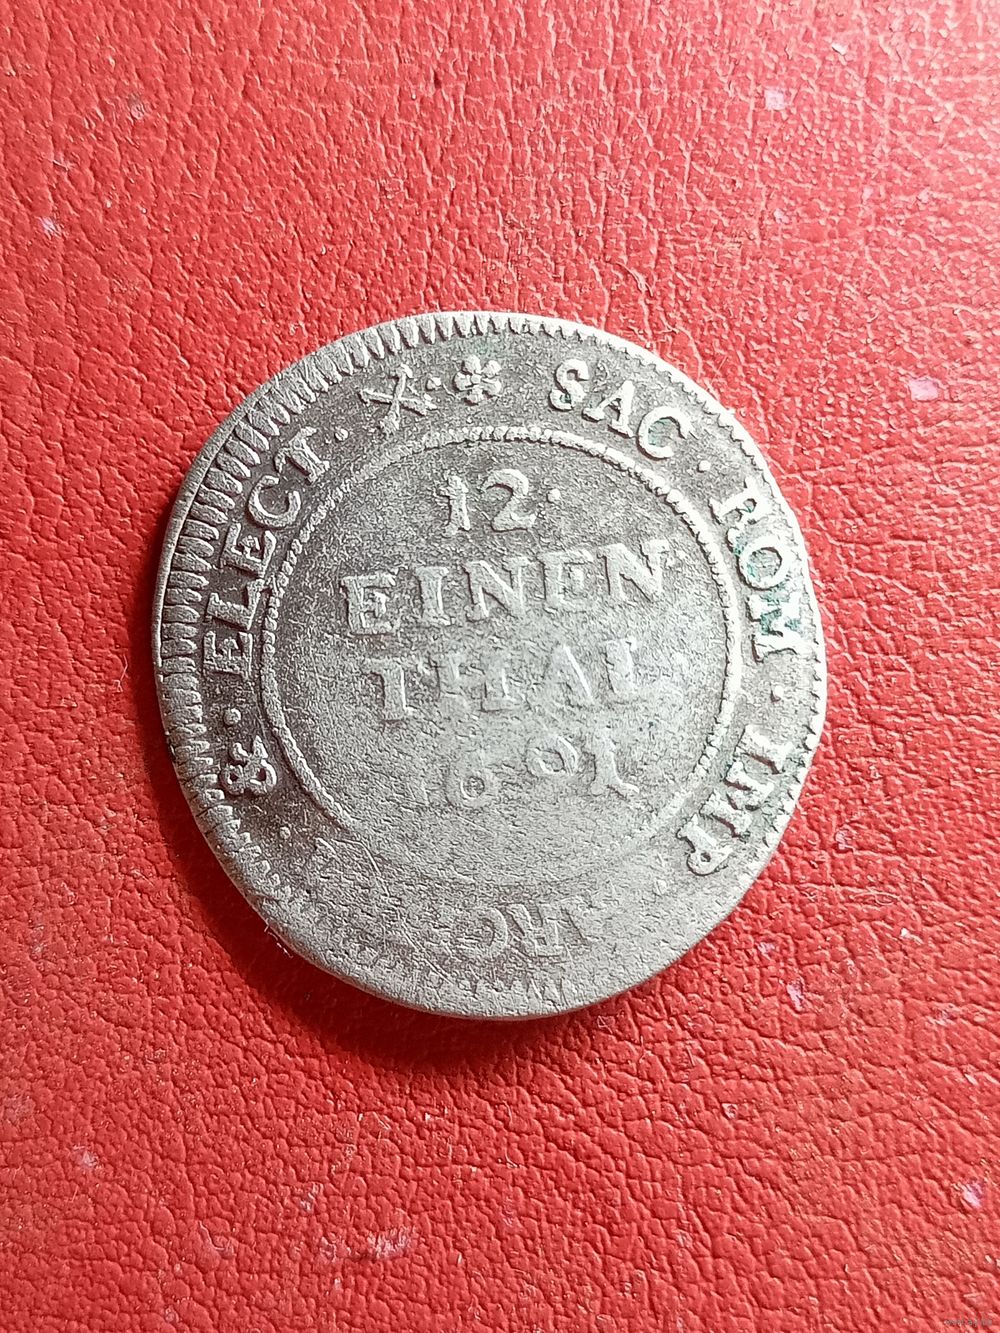 SAC · ROM · IMP
& · ELECT ·
12 ·
EINEN
THAL ·